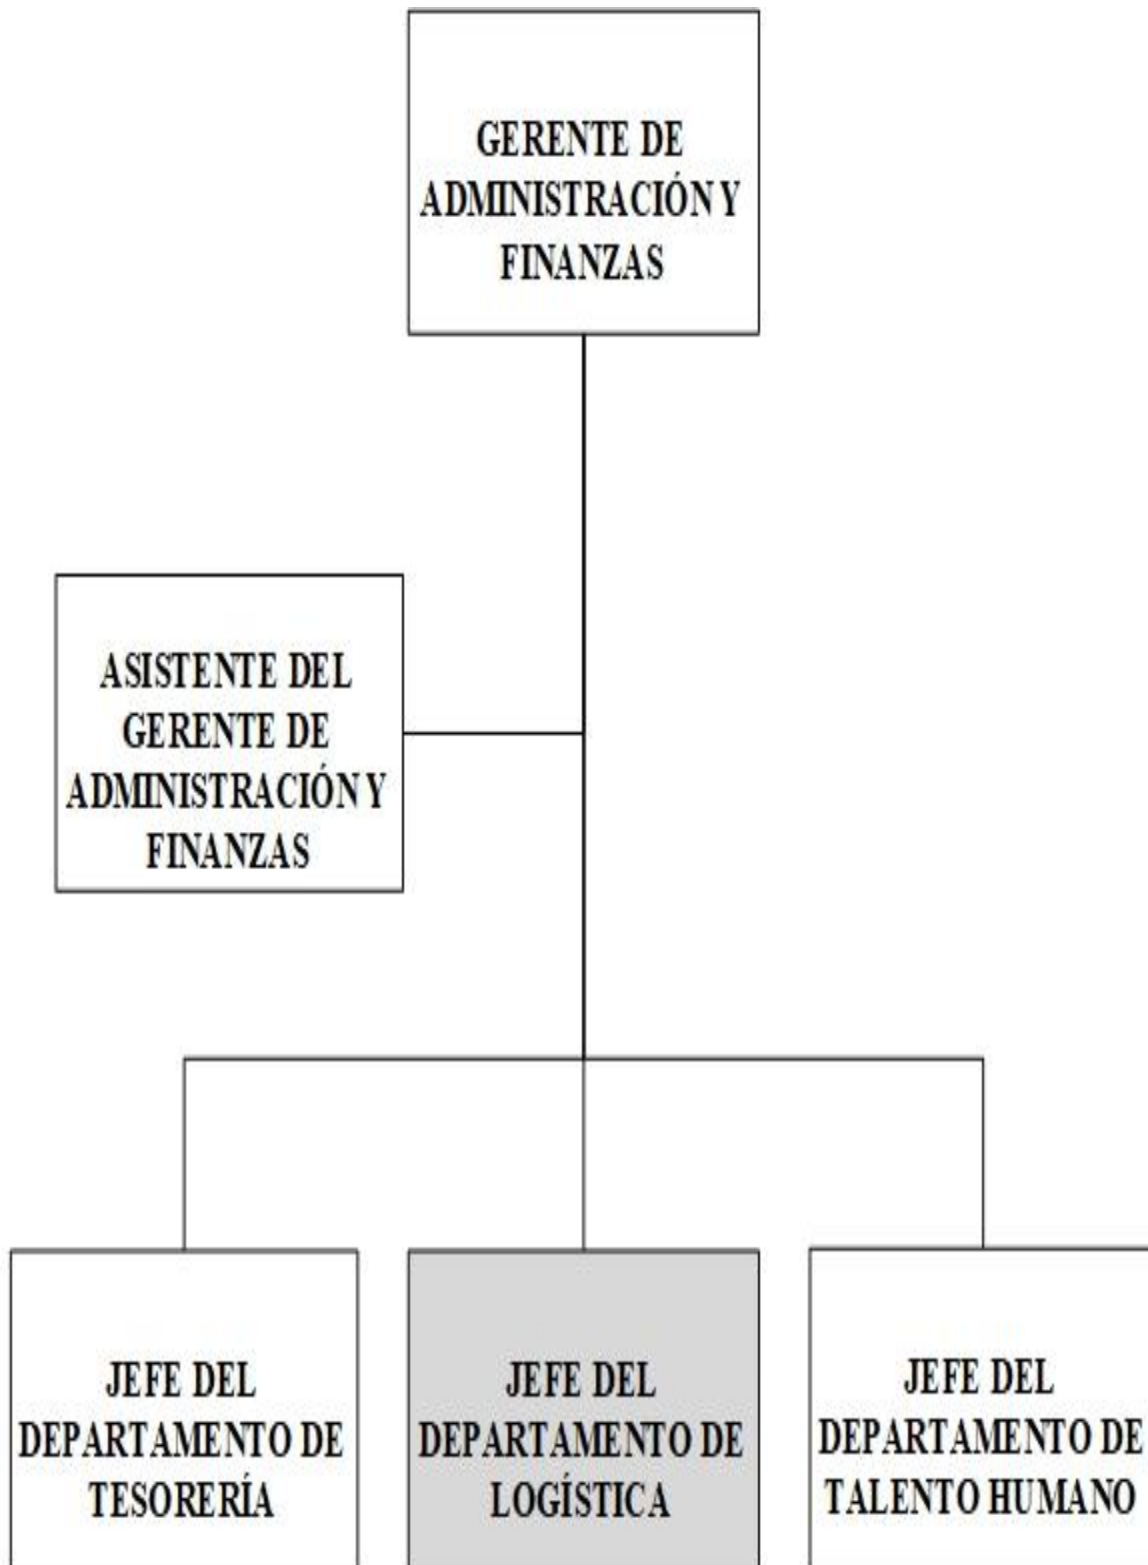 GERENTE DE
ADMINISTRACIÓN Y
FINANZAS
ASISTENTE DEL
GERENTE DE
ADMINISTRACIÓN Y
FINANZAS
JEFE DEL
DEPARTAMENTO DE
TESORERÍA
JEFE DEL
DEPARTAMENTO DE
LOGÍSTICA
JEFE DEL
DEPARTAMENTO DE
TALENTO HUMANO